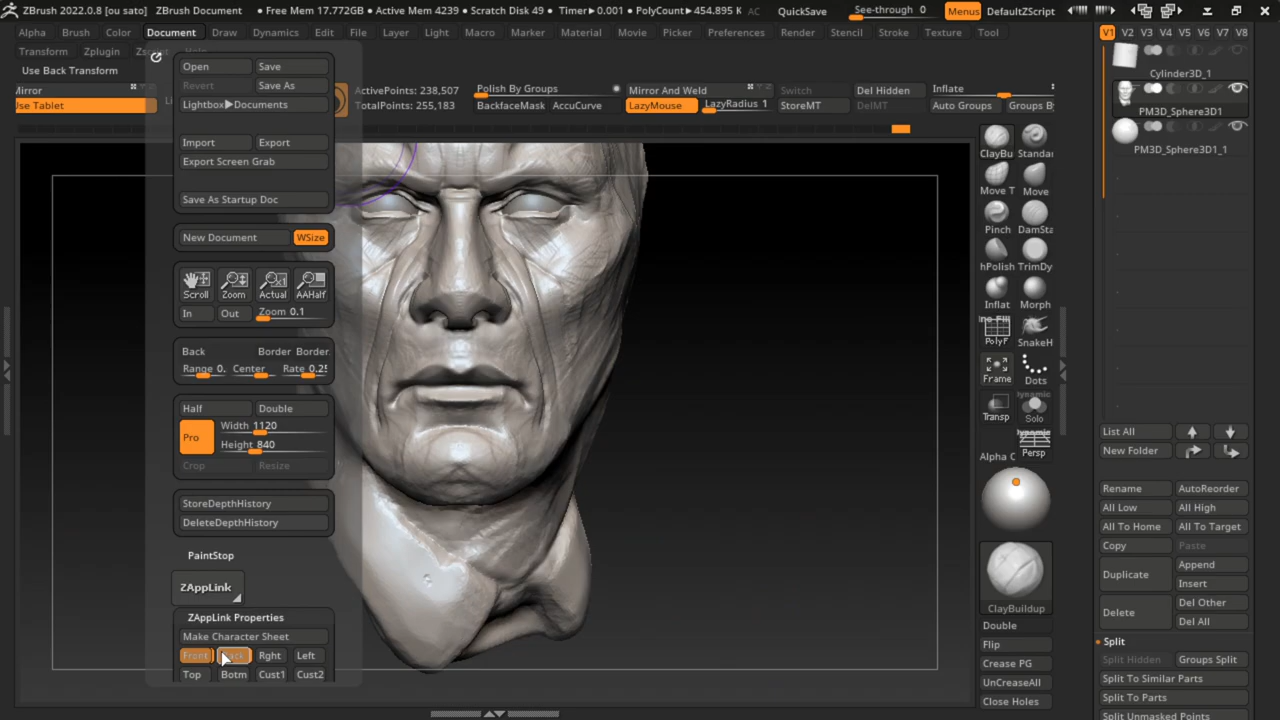 ZBrush 2022.0.8 [ou sato] ZBrush Document • Free Mem 17.772GB • Active Mem 4239 • Scratch Disk 49 • Timer▶0.001 • PolyCount▶454.895 K AC QuickSave See-through 0 Menus DefaultZScript
Alpha Brush Color Document Draw Dynamics Edit File Layer Light Macro Marker Material Movie Picker Preferences Render Stencil Stroke Texture Tool
Transform Zplugin
Use Back Transform
Mirror
Use Tablet
ActivePoints: 238,507
TotalPoints: 255,183
Polish By Groups
BackfaceMask AccuCurve
Mirror And Weld
LazyMouse LazyRadius 1
Switch
StoreMT
Del Hidden
DelMT
Inflate
Auto Groups Groups By
Open Save
Revert Save As
Lightbox▶Documents
Import Export
Export Screen Grab
Save As Startup Doc
New Document WSize
Scroll Zoom Actual AAHalf
In Out Zoom 0.1
Back Border Border
Range 0. Center Rate 0.25
Half Double
Pro
Width 1120
Height 840
Crop Resize
StoreDepthHistory
DeleteDepthHistory
PaintStop
ZAppLink
ZAppLink Properties
Make Character Sheet
Front Rght Left
Top Botm Cust1 Cust2
ClayBu Standa
Move T Move
Pinch DamSta
hPolish TrimDy
Inflat Morph
PolyF SnakeH
Frame Dots
Dynamic
Transp Solo
Dynamic
Persp
Alpha C
ClayBuildup
Double
Flip
Crease PG
UnCreaseAll
Close Holes
V1 V2 V3 V4 V5 V6 V7 V8
Cylinder3D_1
PM3D_Sphere3D1
PM3D_Sphere3D1_1
List All
New Folder
Rename AutoReorder
All Low All High
All To Home All To Target
Copy Paste
Duplicate
Append
Insert
Delete
Del Other
Del All
Split
Split Hidden Groups Split
Split To Similar Parts
Split To Parts
Split Unmasked Points